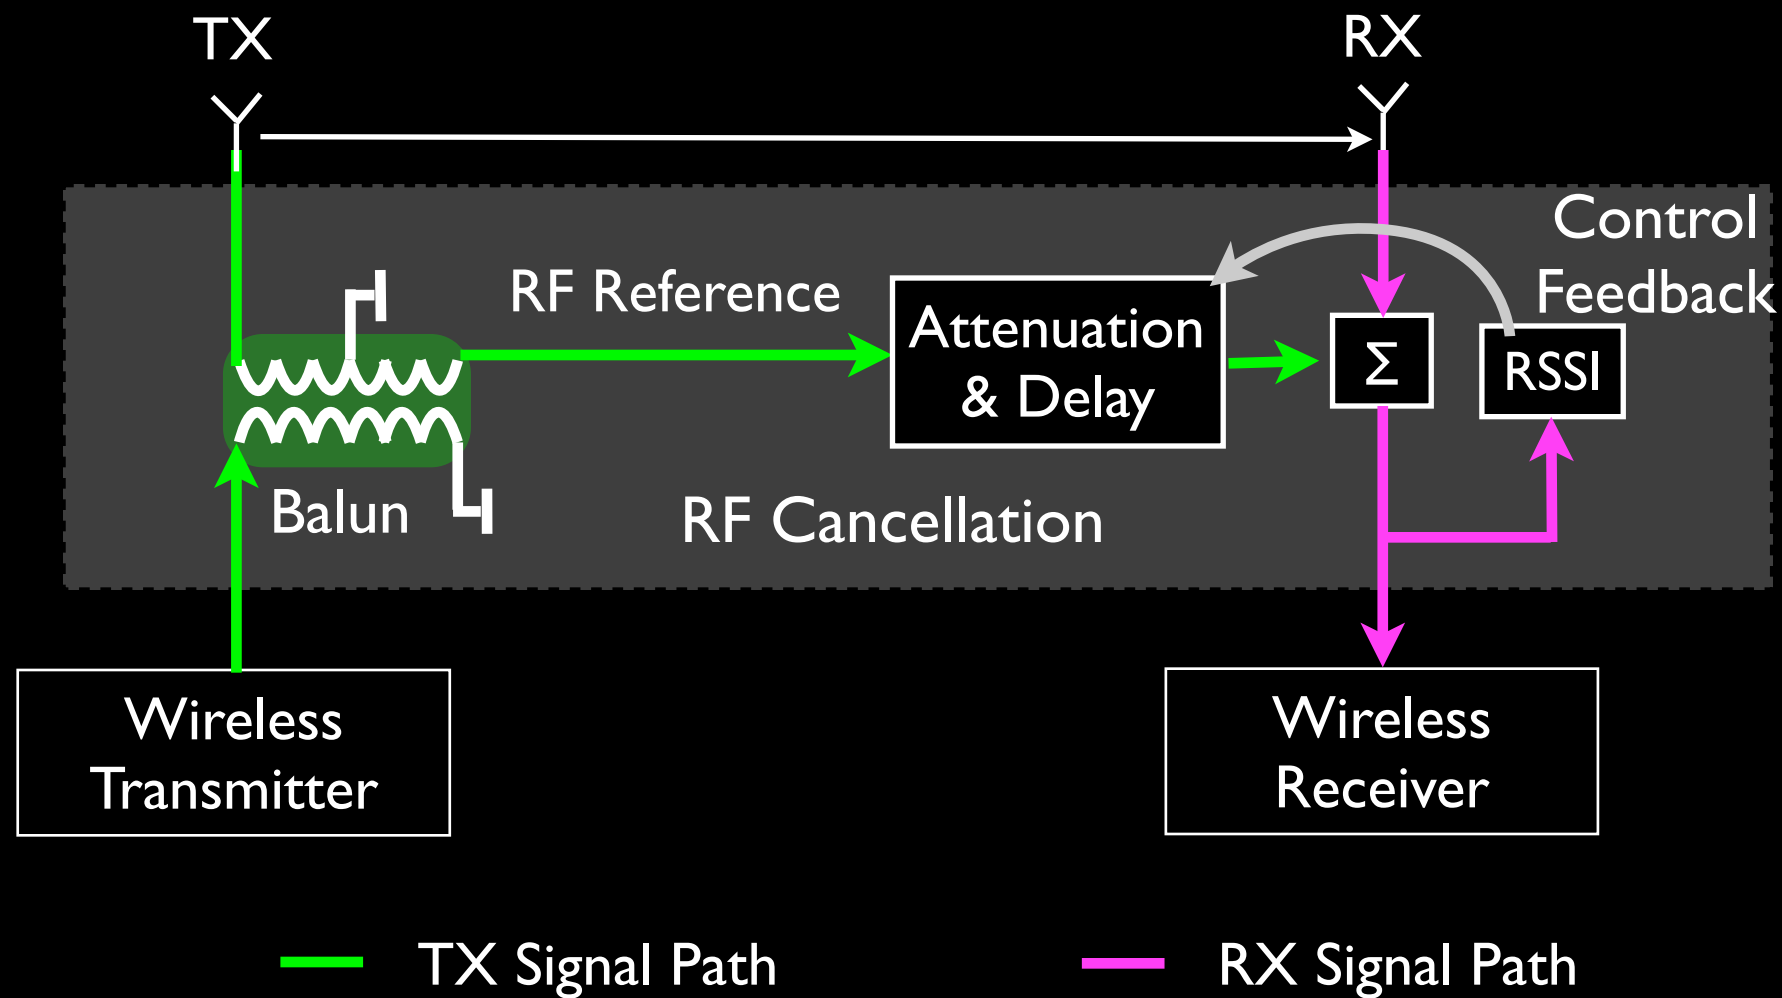 TX
RX
Control
Feedback
RF Reference
Attenuation
& Delay
Σ
RSSI
Balun
RF Cancellation
Wireless
Transmitter
Wireless
Receiver
TX Signal Path
RX Signal Path